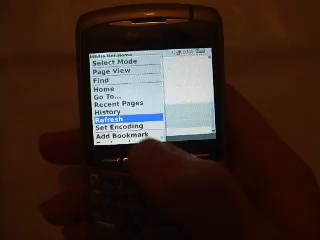 Select Mode
Page View
Find
Home
Go To...
Recent Pages
History
Refresh
Set Encoding
Add Bookmark